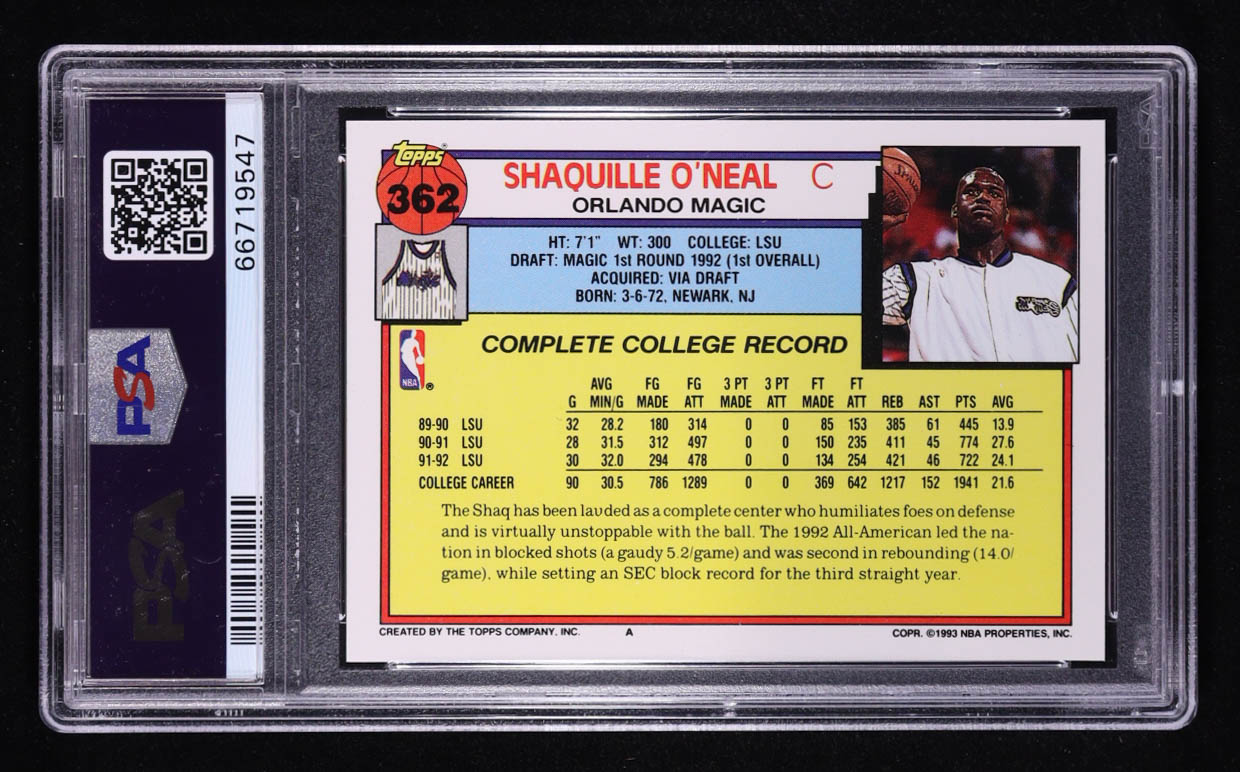 66719547
PSA
PSA
topps
362
SHAQUILLE O'NEAL C
ORLANDO MAGIC
HT: 7'1" WT: 300 COLLEGE: LSU
DRAFT: MAGIC 1st ROUND 1992 (1st OVERALL)
ACQUIRED: VIA DRAFT
BORN: 3-6-72, NEWARK, NJ
NBA
COMPLETE COLLEGE RECORD
AVG FG FG 3 PT 3 PT FT FT
G MIN/G MADE ATT MADE ATT MADE ATT REB AST PTS AVG
89-90 LSU 32 28.2 180 314 0 0 85 153 385 61 445 13.9
90-91 LSU 28 31.5 312 497 0 0 150 235 411 45 774 27.6
91-92 LSU 30 32.0 294 478 0 0 134 254 421 46 722 24.1
COLLEGE CAREER 90 30.5 786 1289 0 0 369 642 1217 152 1941 21.6
The Shaq has been lauded as a complete center who humiliates foes on defense
and is virtually unstoppable with the ball. The 1992 All-American led the na-
tion in blocked shots (a gaudy 5.2/game) and was second in rebounding (14.0/
game), while setting an SEC block record for the third straight year.
CREATED BY THE TOPPS COMPANY, INC. A COPR. ©1993 NBA PROPERTIES, INC.